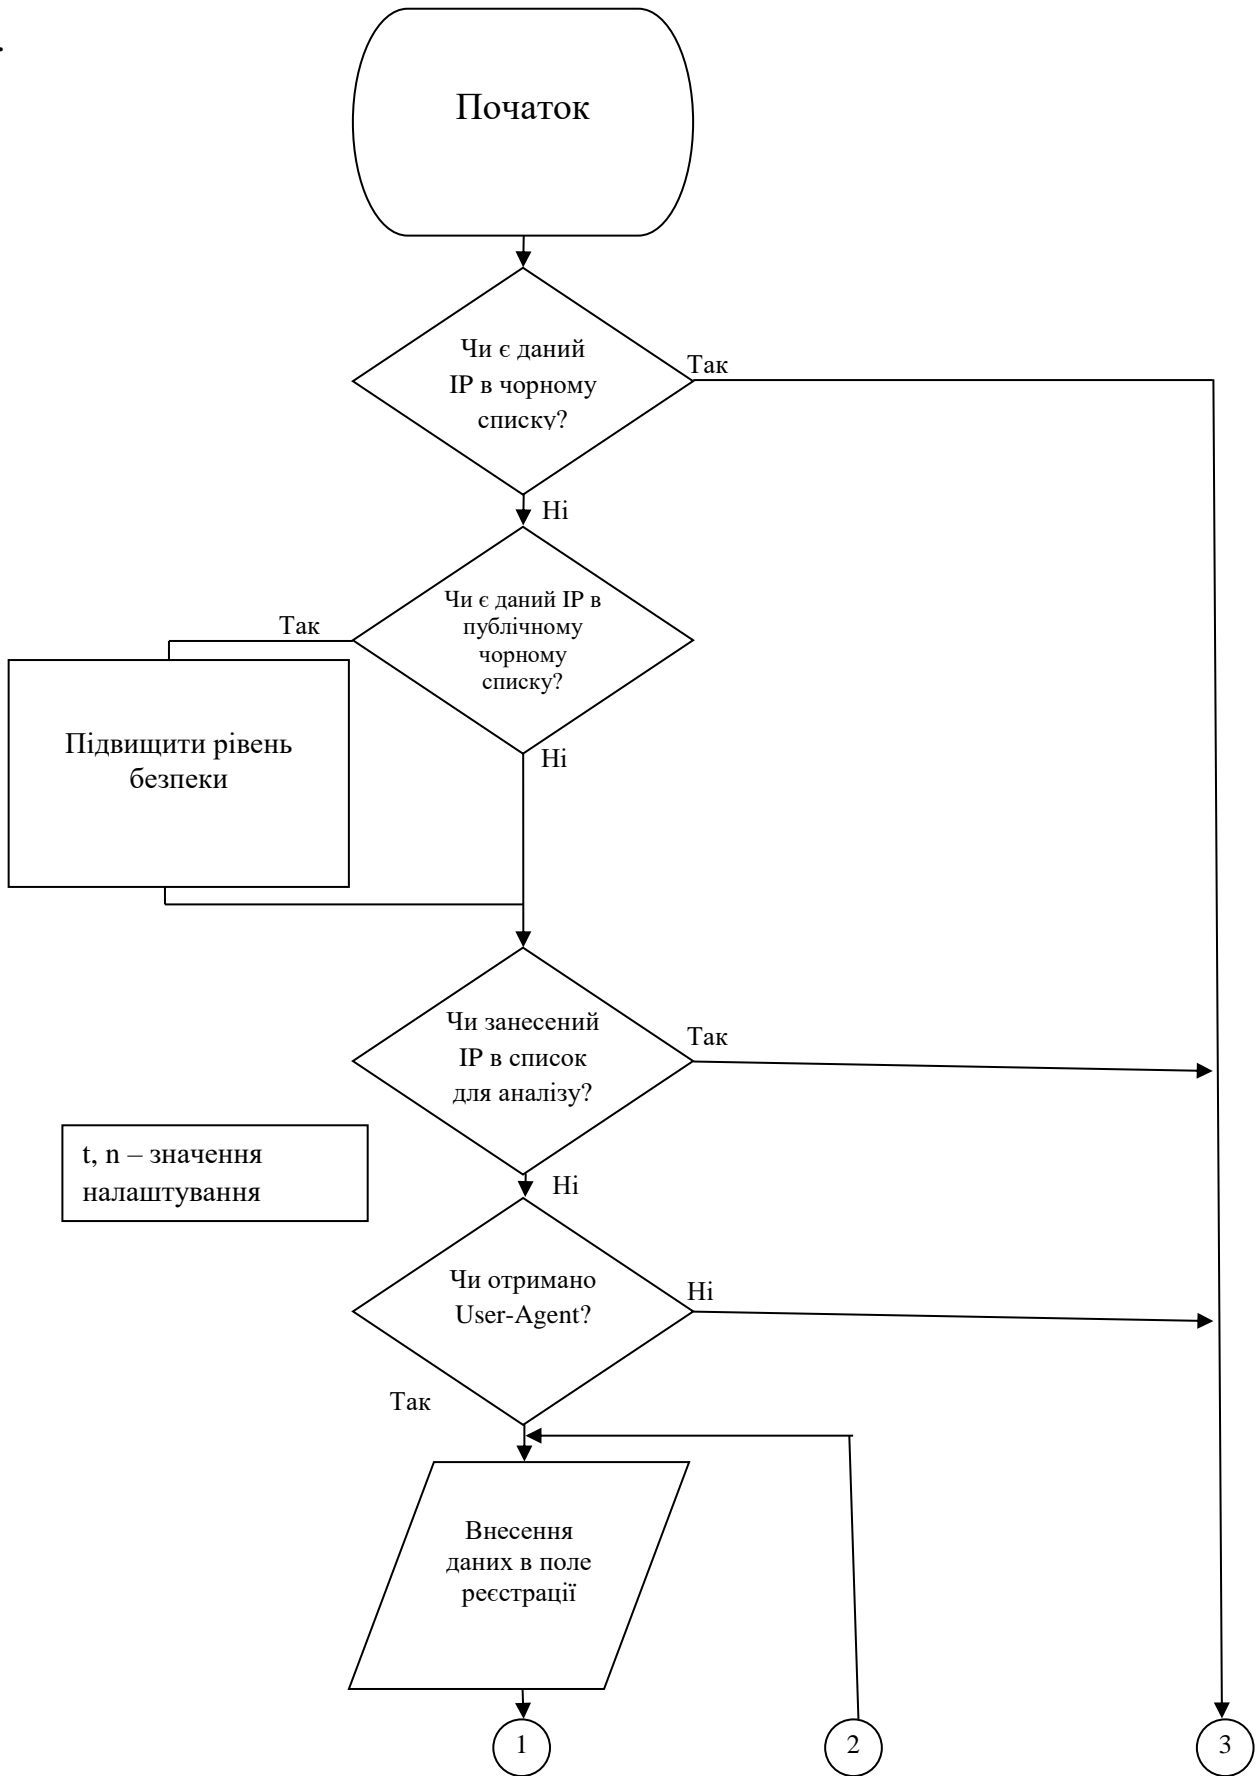 Початок
Чи є даний
IP в чорному
списку?
Так
Ні
Чи є даний IP в
публічному
чорному
списку?
Так
Підвищити рівень
безпеки
Ні
Чи занесений
IP в список
для аналізу?
Так
t, n – значення
налаштування
Ні
Чи отримано
User-Agent?
Ні
Так
Внесення
даних в поле
реєстрації
1
2
3